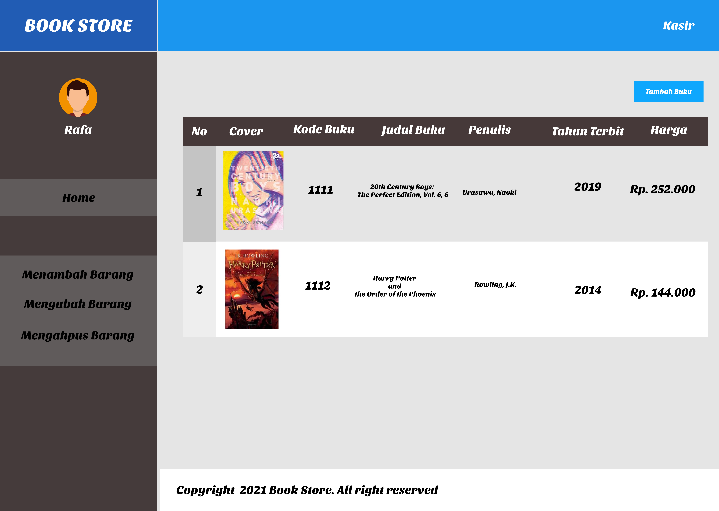 BOOK STORE
Kasir
Rafa
Tambah Buku
Home
Menambah Barang
Mengubah Barang
Mengahpus Barang
No Cover Kode Buku Judul Buku Penulis Tahun Terbit Harga
1 1111 20th Century Boys:
The Perfect Edition, Vol. 6, 6 Urasawa, Naoki 2019 Rp. 252.000
TWENTIETH
CENTURY
2 1112 Harry Potter
and
the Order of the Phoenix Rowling, J.K. 2014 Rp. 144.000
HARRY POTTER
Copyright 2021 Book Store. All right reserved